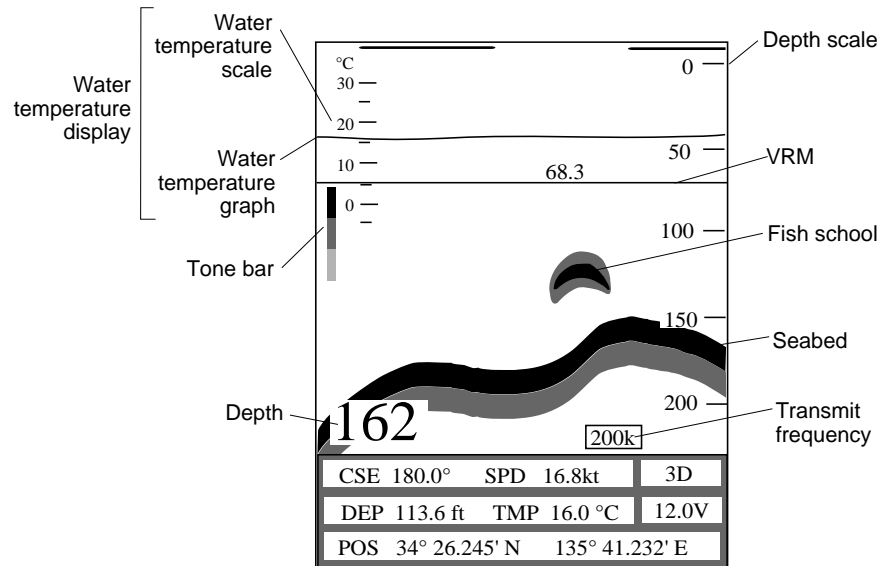 Water
temperature
scale
Water
temperature
display
Water
temperature
graph
Tone bar
Depth
°C
30
20
10
0
68.3
0
50
100
150
200
162
200k
Depth scale
VRM
Fish school
Seabed
Transmit
frequency
CSE 180.0° SPD 16.8kt 3D
DEP 113.6 ft TMP 16.0 °C 12.0V
POS 34° 26.245' N 135° 41.232' E